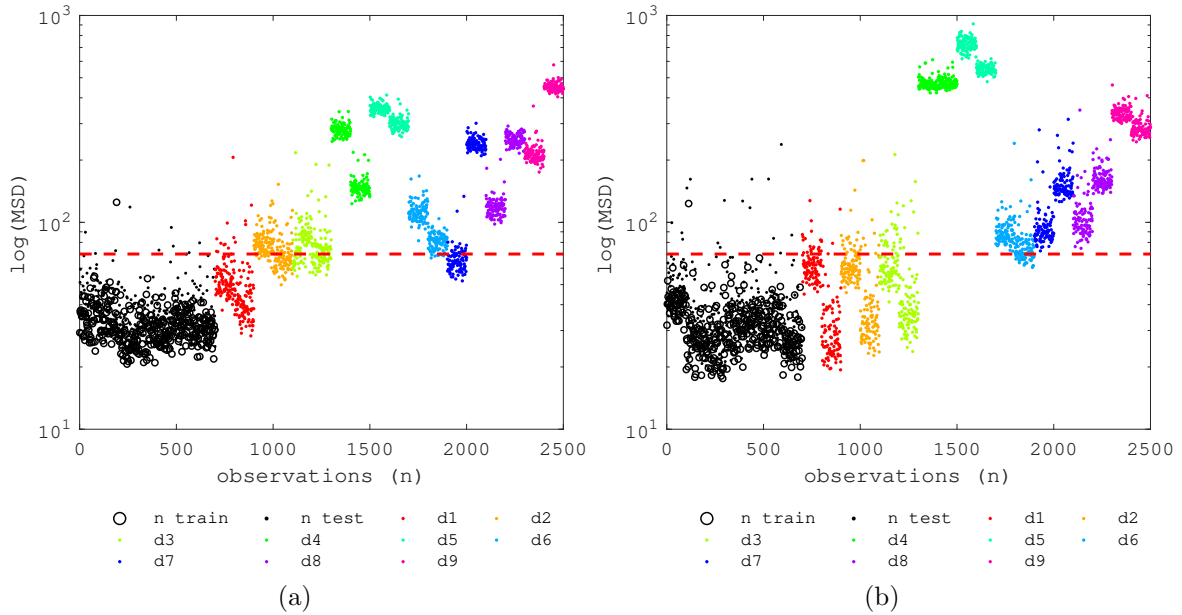 10³
10²
10¹
log(MSD)
0 500 1000 1500 2000 2500
observations (n)
n train n test d1 d2
d3 d4 d5 d6
d7 d8 d9
(a)
10³
10²
10¹
log(MSD)
0 500 1000 1500 2000 2500
observations (n)
n train n test d1 d2
d3 d4 d5 d6
d7 d8 d9
(b)